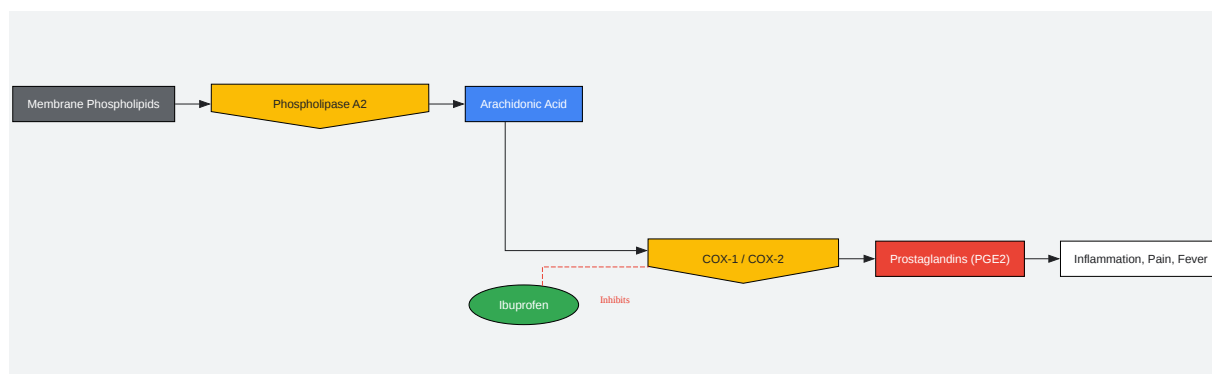 Membrane Phospholipids
Phospholipase A2
Arachidonic Acid
COX-1 / COX-2
Prostaglandins (PGE2)
Inflammation, Pain, Fever
Ibuprofen
Inhibits